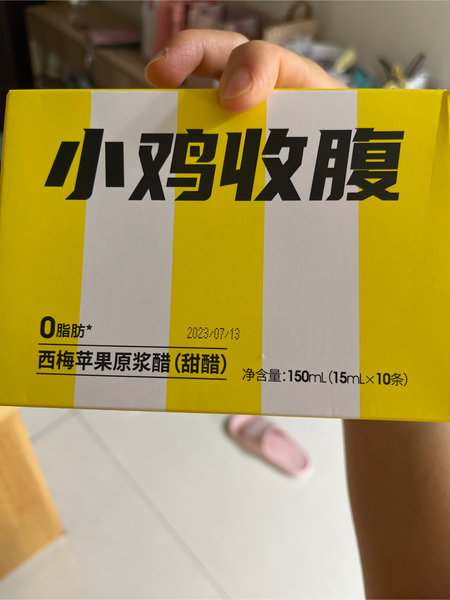 小鸡收腹
0脂肪*
2023/07/13
西梅苹果原浆醋(甜醋)
净含量:150mL(15mL×10条)